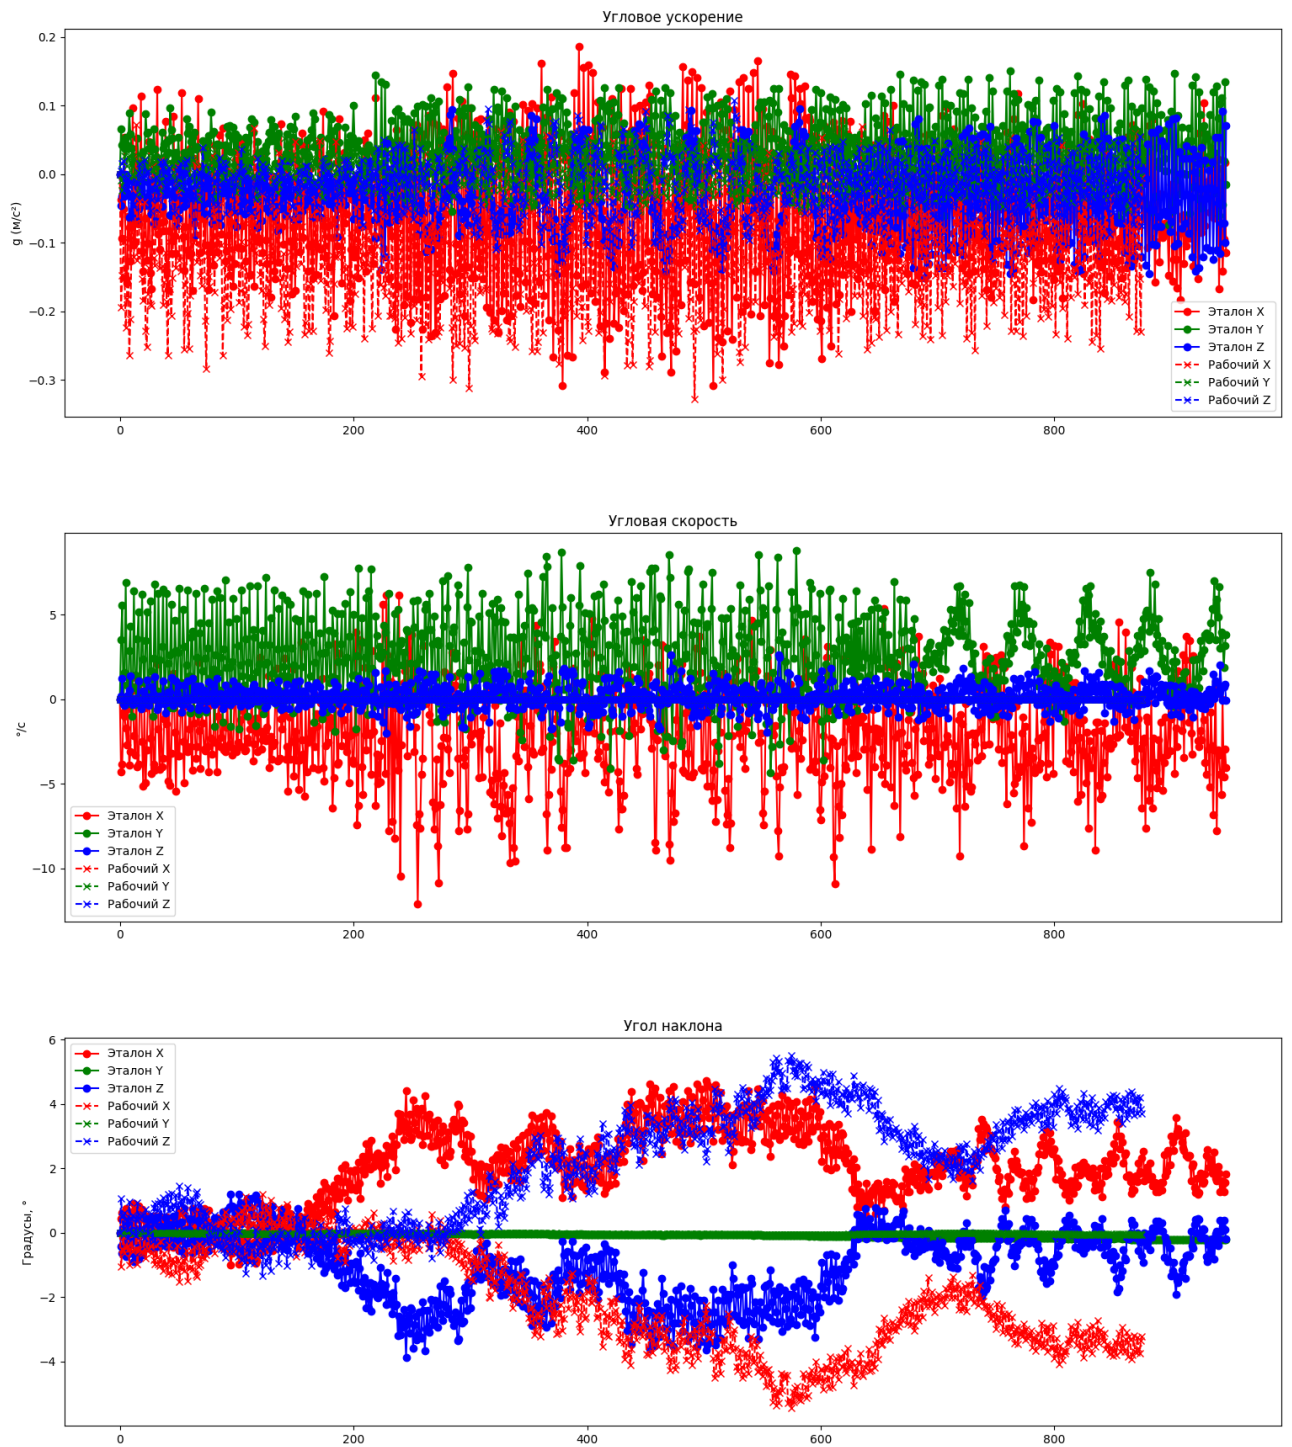 Угловое ускорение
0.2
0.1
0.0
−0.1
−0.2
−0.3
g (м/с²)
Эталон X
Эталон Y
Эталон Z
Рабочий X
Рабочий Y
Рабочий Z
0 200 400 600 800
Угловая скорость
5
0
−5
−10
°/с
Эталон X
Эталон Y
Эталон Z
Рабочий X
Рабочий Y
Рабочий Z
0 200 400 600 800
Угол наклона
6
4
2
0
−2
−4
Градусы, °
Эталон X
Эталон Y
Эталон Z
Рабочий X
Рабочий Y
Рабочий Z
0 200 400 600 800